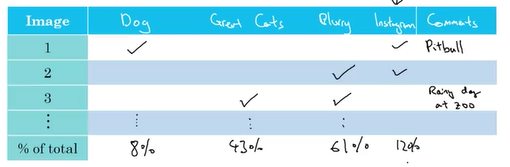 Image Dog Great Cats Blurry Instagram Comments
1 ✓ ✓ Pitbull
2 ✓ ✓
3 ✓ ✓ Rainy day at zoo
⋮ ⋮ ⋮ ⋮
% of total 8% 43% 61% 12%